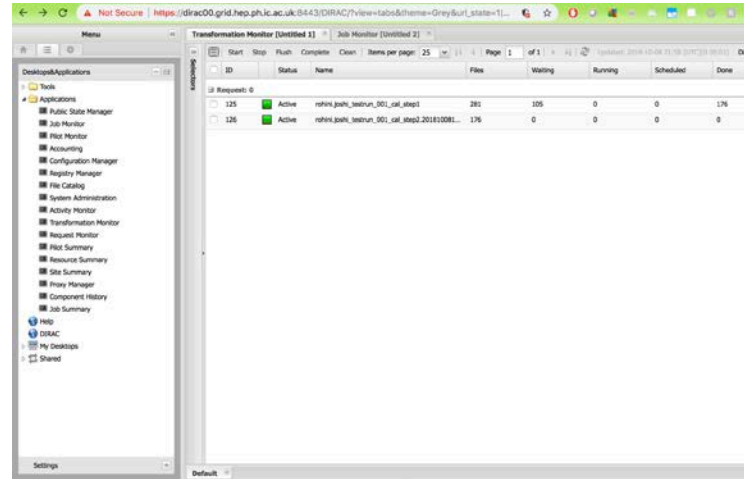 Not Secure | https://dirac00.grid.hep.ph.ic.ac.uk:8443/DIRAC/?view=tabs&theme=Grey&url_state=1|...
Menu
Transformation Monitor [Untitled 1]
Job Monitor [Untitled 2]
Start Stop Flush Complete Clean Items per page: 25 Page 1 of 1
Desktops&Applications
Tools
Applications
Public State Manager
Job Monitor
Pilot Monitor
Accounting
Configuration Manager
Registry Manager
File Catalog
System Administration
Activity Monitor
Transformation Monitor
Request Monitor
Pilot Summary
Resource Summary
Site Summary
Proxy Manager
Component History
Job Summary
Help
DIRAC
My Desktops
Shared
Settings
Selectors
ID Status Name Files Waiting Running Scheduled Done
Request: 0
125 Active rohini.joshi_testrun_001_cal_step1 281 105 0 0 176
126 Active rohini.joshi_testrun_001_cal_step2.201810081... 176 0 0 0 0
Default